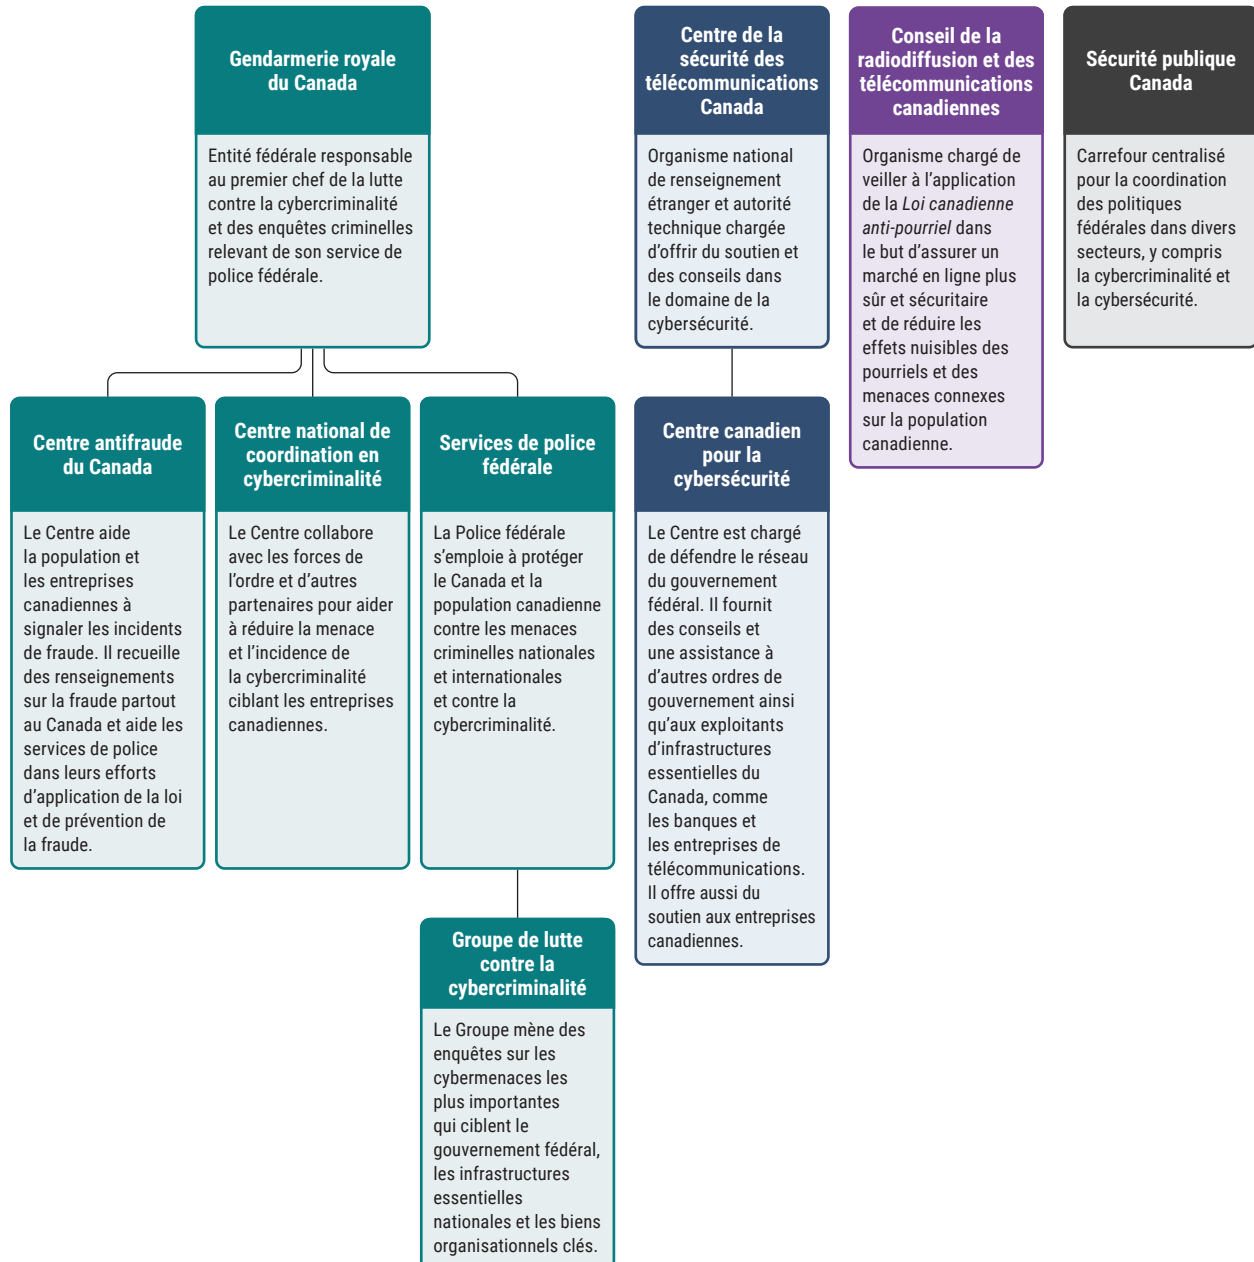 Gendarmerie royale
du Canada
Entité fédérale responsable
au premier chef de la lutte
contre la cybercriminalité
et des enquêtes criminelles
relevant de son service de
police fédérale.
Centre de la
sécurité des
télécommunications
Canada
Organisme national
de renseignement
étranger et autorité
technique chargée
d’offrir du soutien et
des conseils dans
le domaine de la
cybersécurité.
Conseil de la
radiodiffusion et des
télécommunications
canadiennes
Organisme chargé de
veiller à l’application
de la Loi canadienne
anti-pourriel dans
le but d’assurer un
marché en ligne plus
sûr et sécuritaire
et de réduire les
effets nuisibles des
pourriels et des
menaces connexes
sur la population
canadienne.
Sécurité publique
Canada
Carrefour centralisé
pour la coordination
des politiques
fédérales dans divers
secteurs, y compris
la cybercriminalité et
la cybersécurité.
Centre antifraude
du Canada
Le Centre aide
la population et
les entreprises
canadiennes à
signaler les incidents
de fraude. Il recueille
des renseignements
sur la fraude partout
au Canada et aide les
services de police
dans leurs efforts
d’application de la loi
et de prévention de
la fraude.
Centre national de
coordination en
cybercriminalité
Le Centre collabore
avec les forces de
l’ordre et d’autres
partenaires pour aider
à réduire la menace
et l’incidence de
la cybercriminalité
ciblant les entreprises
canadiennes.
Services de police
fédérale
La Police fédérale
s’emploie à protéger
le Canada et la
population canadienne
contre les menaces
criminelles nationales
et internationales
et contre la
cybercriminalité.
Centre canadien
pour la
cybersécurité
Le Centre est chargé
de défendre le réseau
du gouvernement
fédéral. Il fournit
des conseils et
une assistance à
d’autres ordres de
gouvernement ainsi
qu’aux exploitants
d’infrastructures
essentielles du
Canada, comme
les banques et
les entreprises de
télécommunications.
Il offre aussi du
soutien aux entreprises
canadiennes.
Groupe de lutte
contre la
cybercriminalité
Le Groupe mène des
enquêtes sur les
cybermenaces les
plus importantes
qui ciblent le
gouvernement fédéral,
les infrastructures
essentielles
nationales et les biens
organisationnels clés.